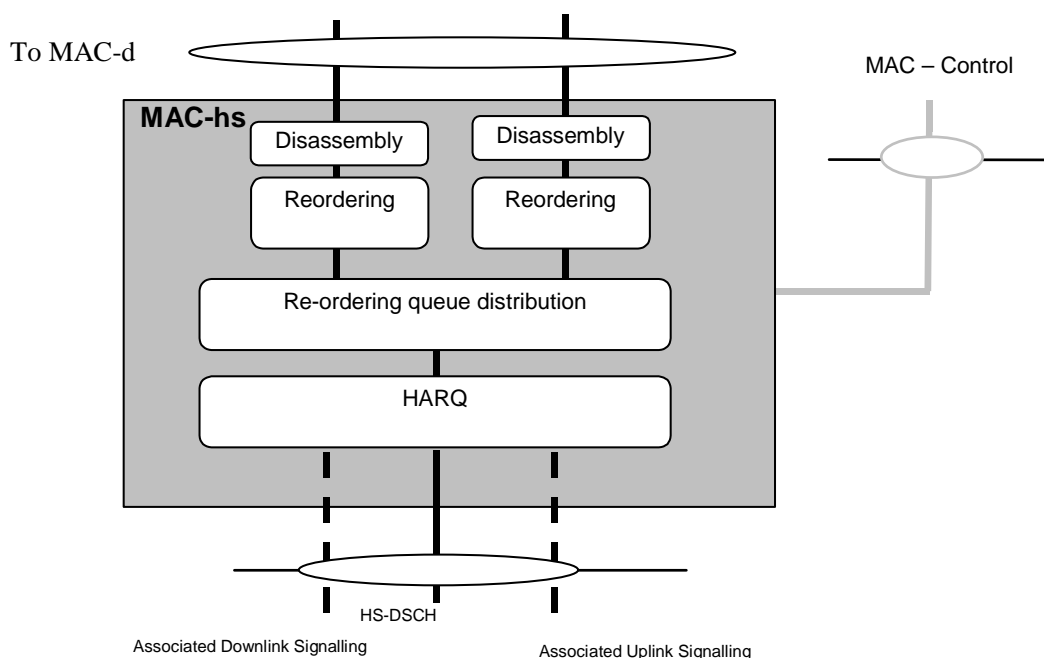 To MAC-d
MAC – Control
MAC-hs
Disassembly
Disassembly
Reordering
Reordering
Re-ordering queue distribution
HARQ
HS-DSCH
Associated Downlink Signalling
Associated Uplink Signalling